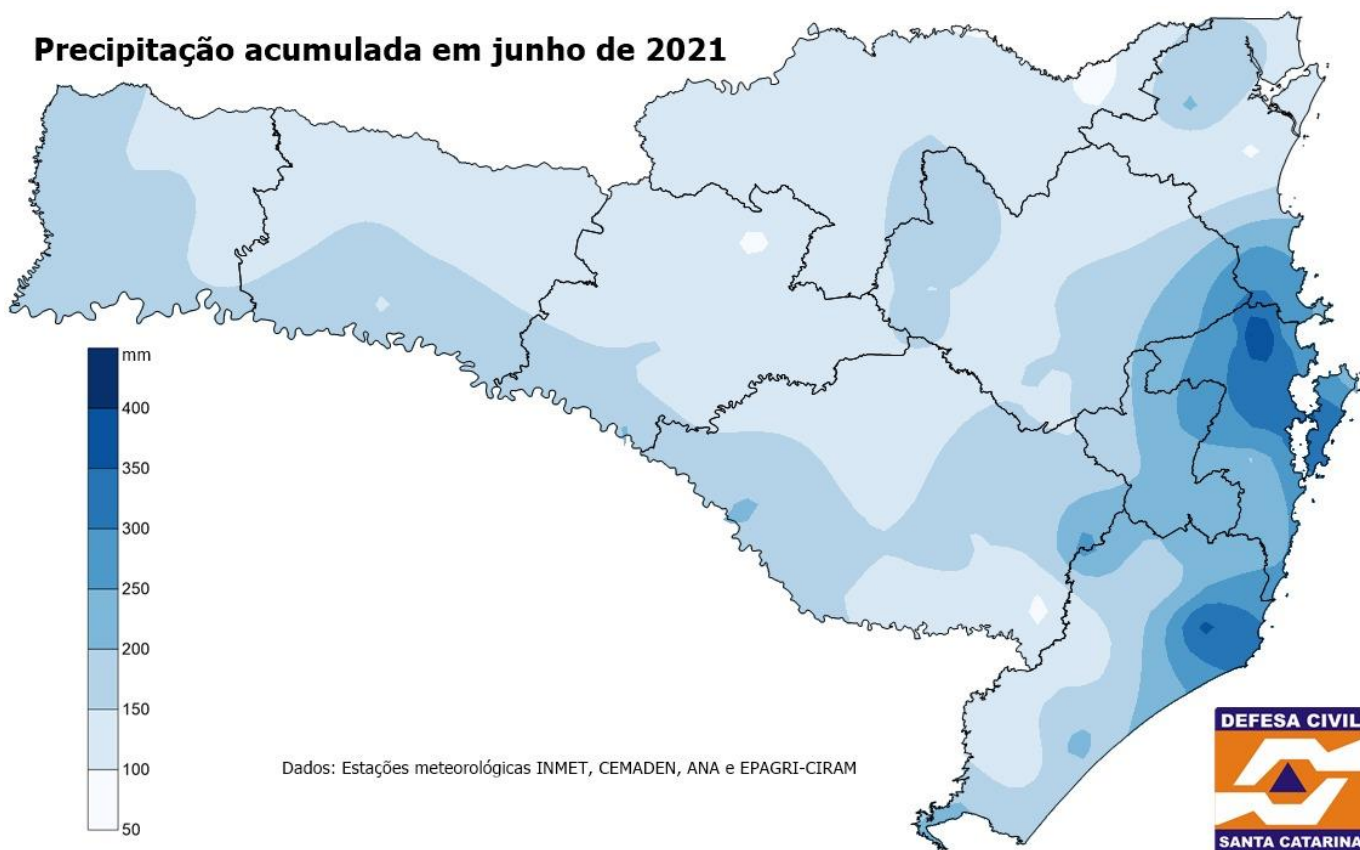 Precipitação acumulada em junho de 2021
mm
400
350
300
250
200
150
100
50
Dados: Estações meteorológicas INMET, CEMADEN, ANA e EPAGRI-CIRAM
DEFESA CIVIL
SANTA CATARINA